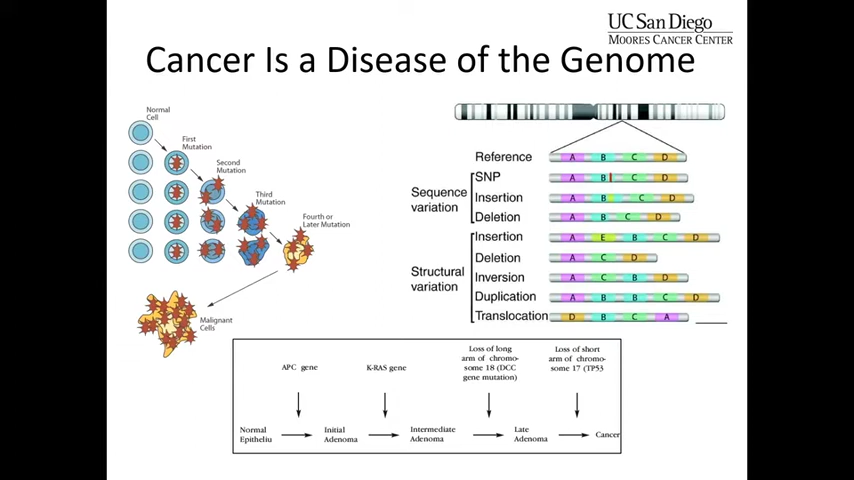 UC San Diego
MOORES CANCER CENTER
Cancer Is a Disease of the Genome
Normal
Cell
First
Mutation
Second
Mutation
Third
Mutation
Fourth or
Later Mutation
Malignant
Cells
Reference
A B C D
Sequence
variation
SNP
A B C D
Insertion
A B C D
Deletion
A B C D
Structural
variation
Insertion
A E B C D
Deletion
A C D
Inversion
A C B D
Duplication
A B B C D
Translocation
D B C A
APC gene
K-RAS gene
Loss of long
arm of chromo-
some 18 (DCC
gene mutation)
Loss of short
arm of chromo-
some 17 (TP53
Normal
Epitheliu
Initial
Adenoma
Intermediate
Adenoma
Late
Adenoma
Cancer